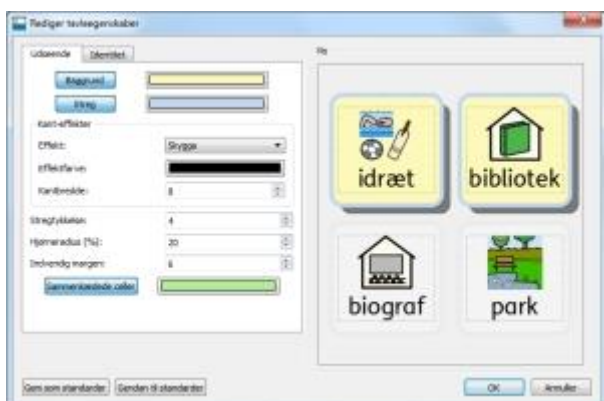 Rediger tavleegenskaber
Udseende Identitet
Baggrund
Streg
Kant-effekter
Effekt: Skygge
Effektfarve:
Kantbredde: 8
Stregtykkelse: 4
Hjørneradius (%): 20
Indvendig margen: 6
Sammenkædede celler
idræt bibliotek
biograf park
Gem som standarder Gendan til standarder OK Annuller